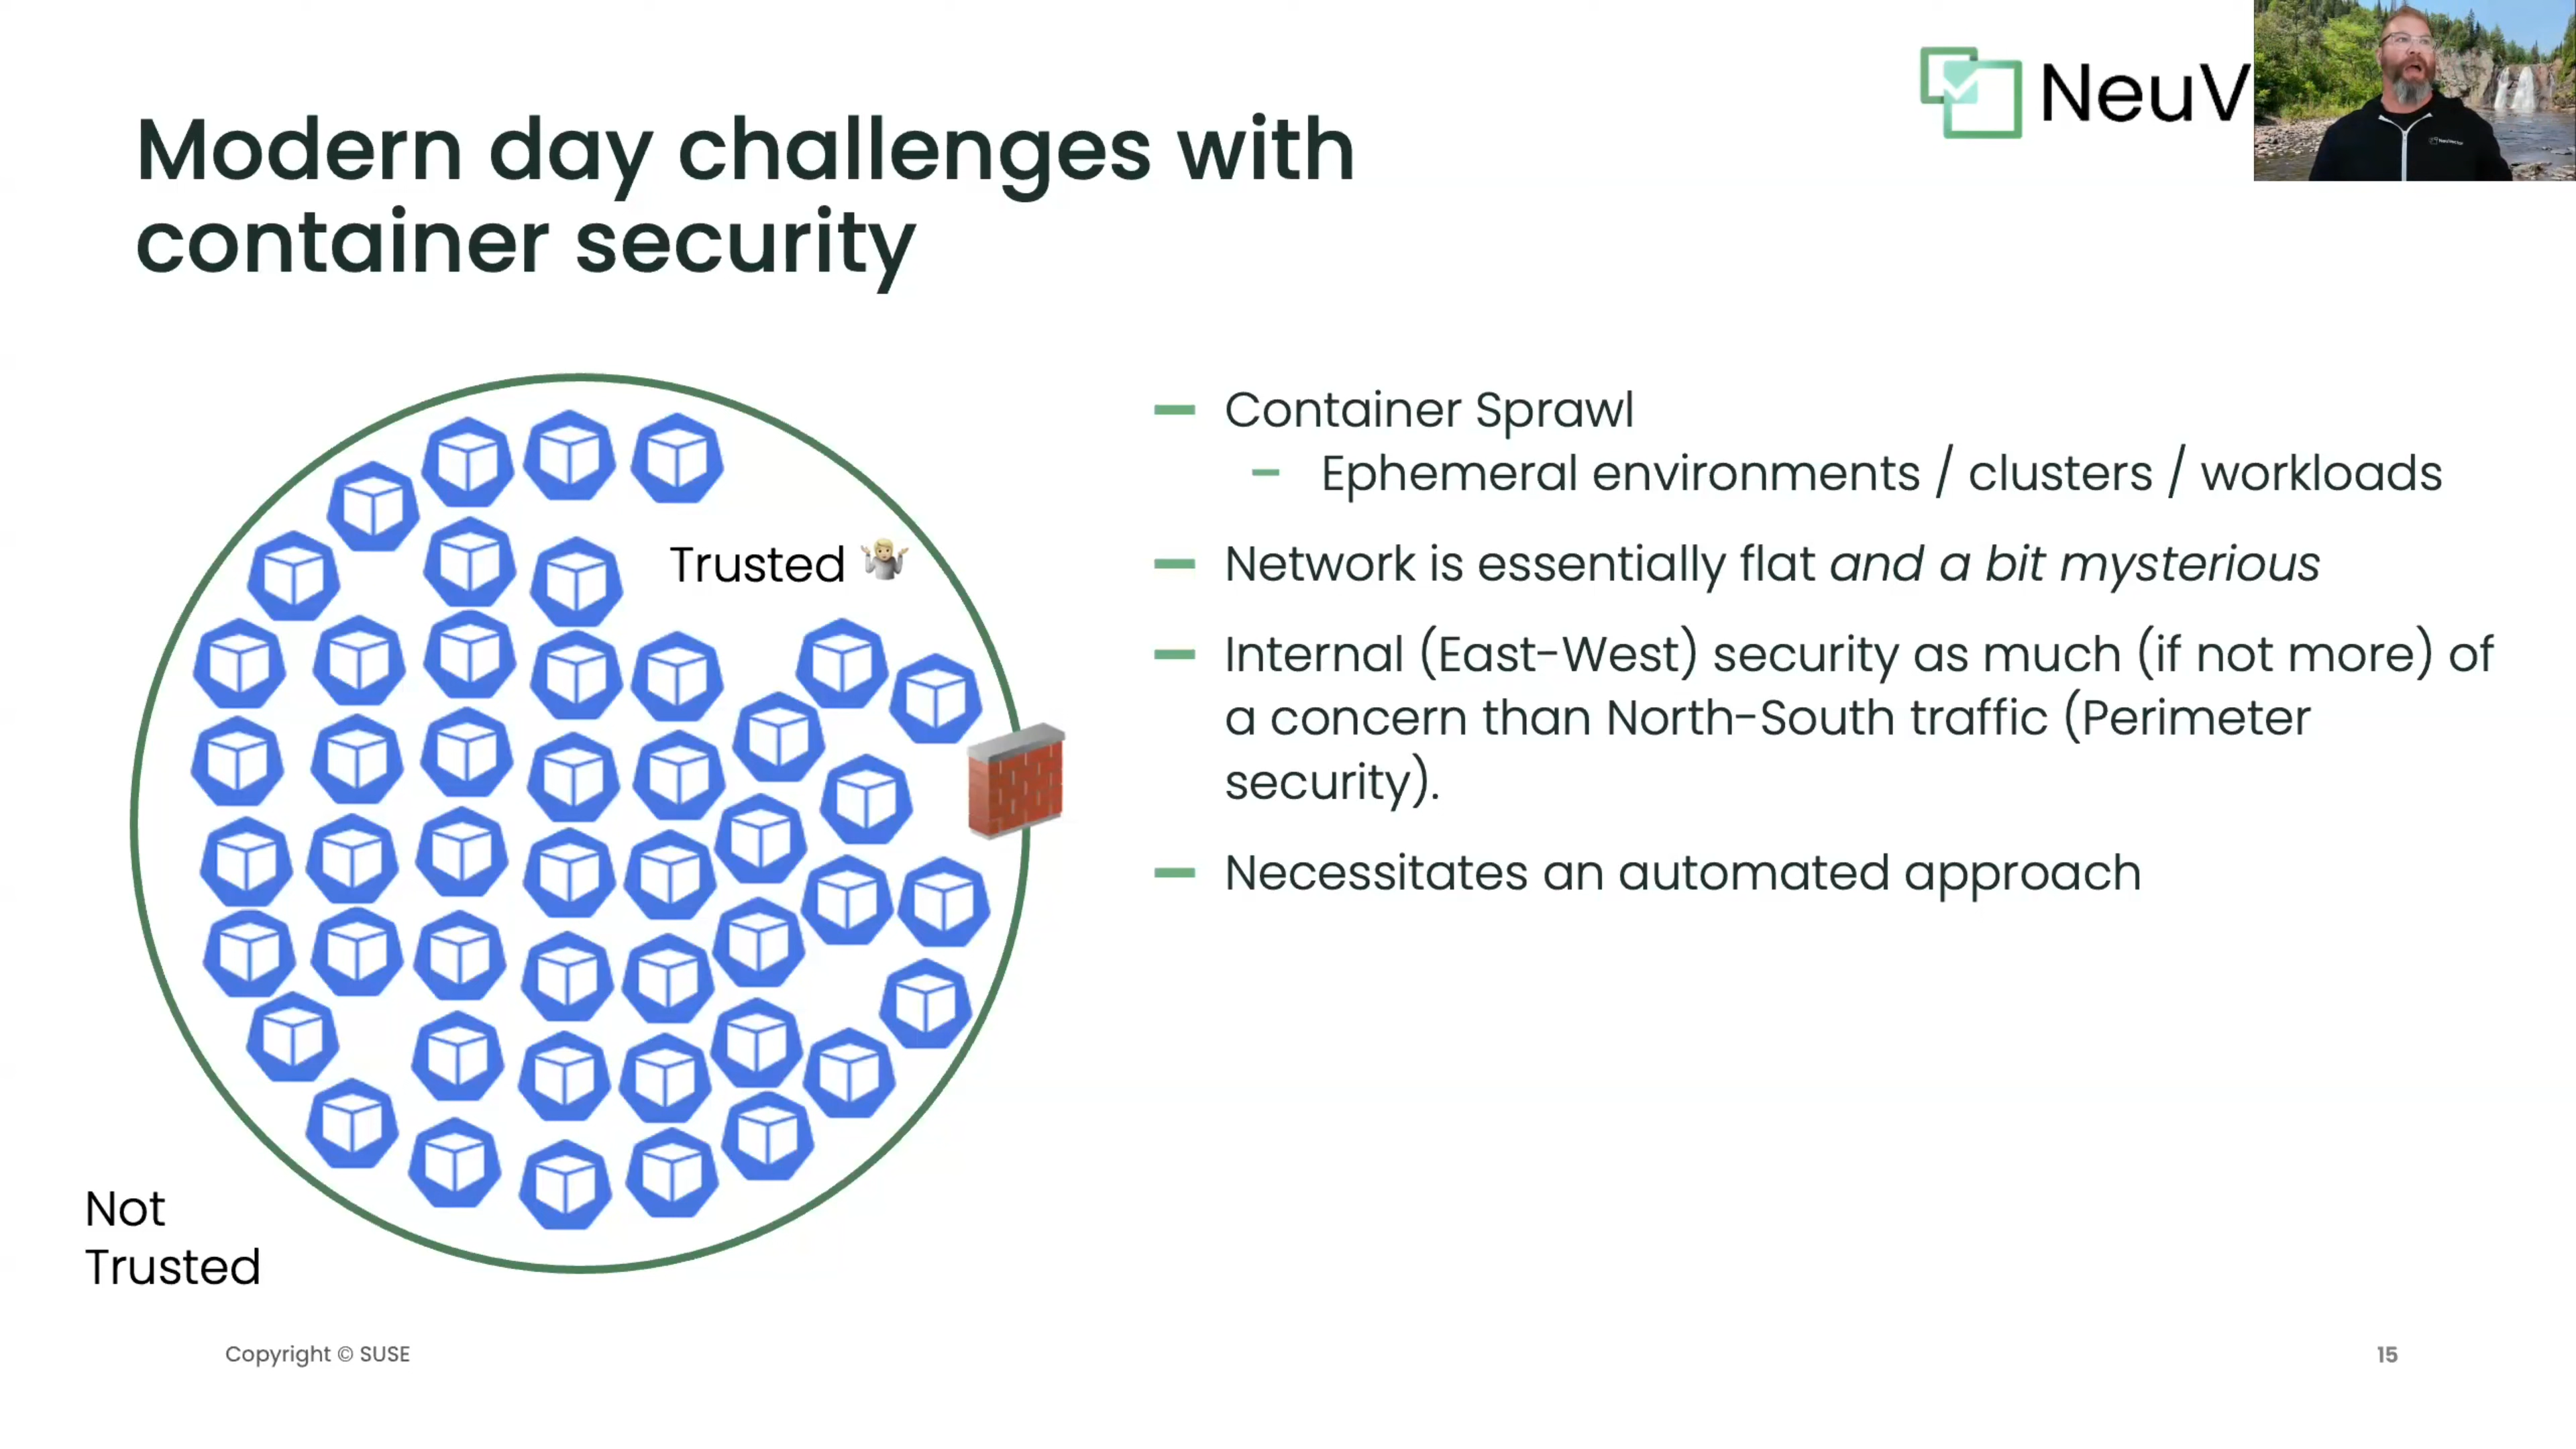 NeuV
Modern day challenges with
container security
Trusted
Not
Trusted
Container Sprawl
Ephemeral environments / clusters / workloads
Network is essentially flat and a bit mysterious
Internal (East-West) security as much (if not more) of
a concern than North-South traffic (Perimeter
security).
Necessitates an automated approach
Copyright © SUSE
15